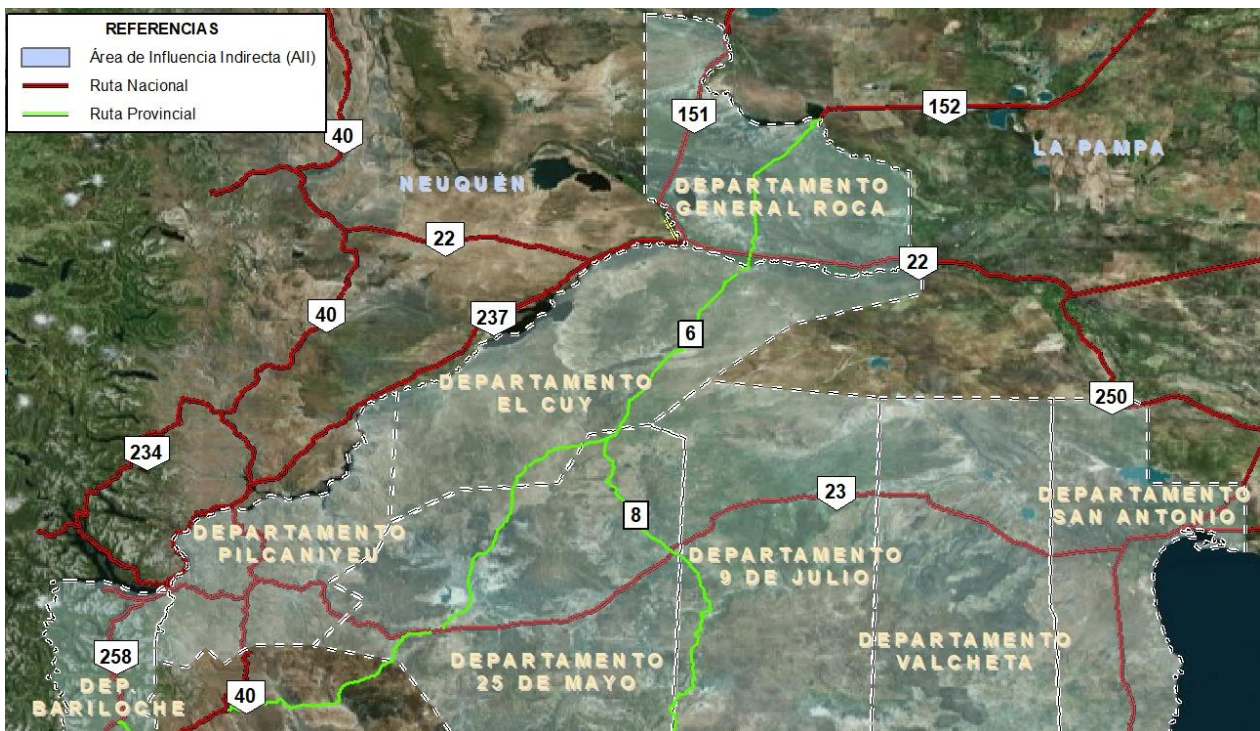 REFERENCIAS
Área de Influencia Indirecta (AII)
Ruta Nacional
Ruta Provincial
40
151
152
LA PAMPA
NEUQUÉN
DEPARTAMENTO
GENERAL ROCA
22
22
40
237
6
DEPARTAMENTO
EL CUY
250
234
23
DEPARTAMENTO
SAN ANTONIO
8
DEPARTAMENTO
PILCANIYEU
DEPARTAMENTO
9 DE JULIO
DEPARTAMENTO
VALCHETA
258
DEPARTAMENTO
25 DE MAYO
DEP.
BARILOCHE
40